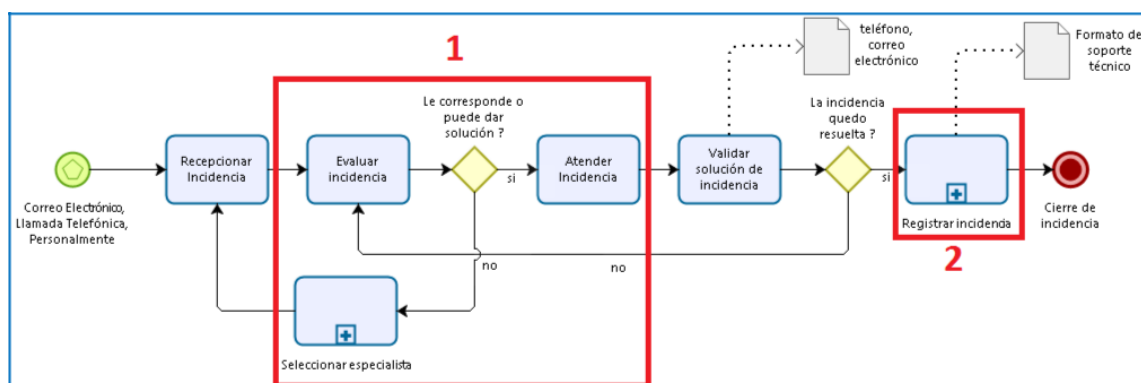 1
teléfono,
correo
electrónico
Formato de
soporte
técnico
Le corresponde o
puede dar
solución ?
La incidencia
quedo
resuelta ?
Recepcionar
Incidencia
Evaluar
incidencia
si
Atender
Incidencia
Validar
solución de
incidencia
si
Correo Electrónico,
Llamada Telefónica,
Personalmente
Registrar incidencia
Cierre de
incidencia
2
no
no
Seleccionar especialista